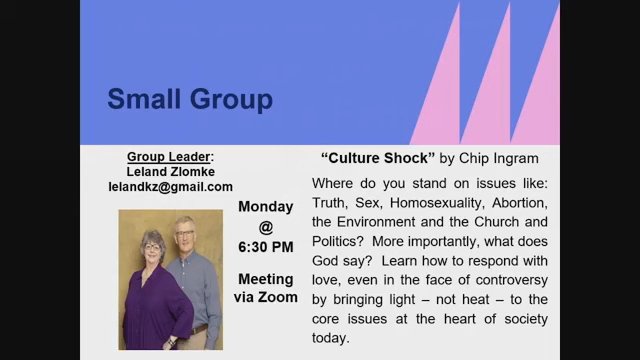 Small Group
Group Leader:
Leland Zlomke
lelandkz@gmail.com
Monday
@
6:30 PM
Meeting
via Zoom
“Culture Shock” by Chip Ingram
Where do you stand on issues like:
Truth, Sex, Homosexuality, Abortion,
the Environment and the Church and
Politics? More importantly, what does
God say? Learn how to respond with
love, even in the face of controversy
by bringing light – not heat – to the
core issues at the heart of society
today.